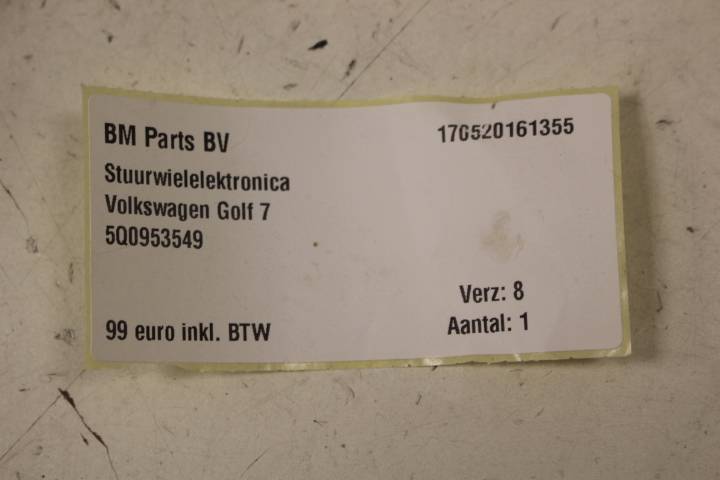 BM Parts BV 170520161355
Stuurwielelektronica
Volkswagen Golf 7
5Q0953549
Verz: 8
99 euro inkl. BTW Aantal: 1